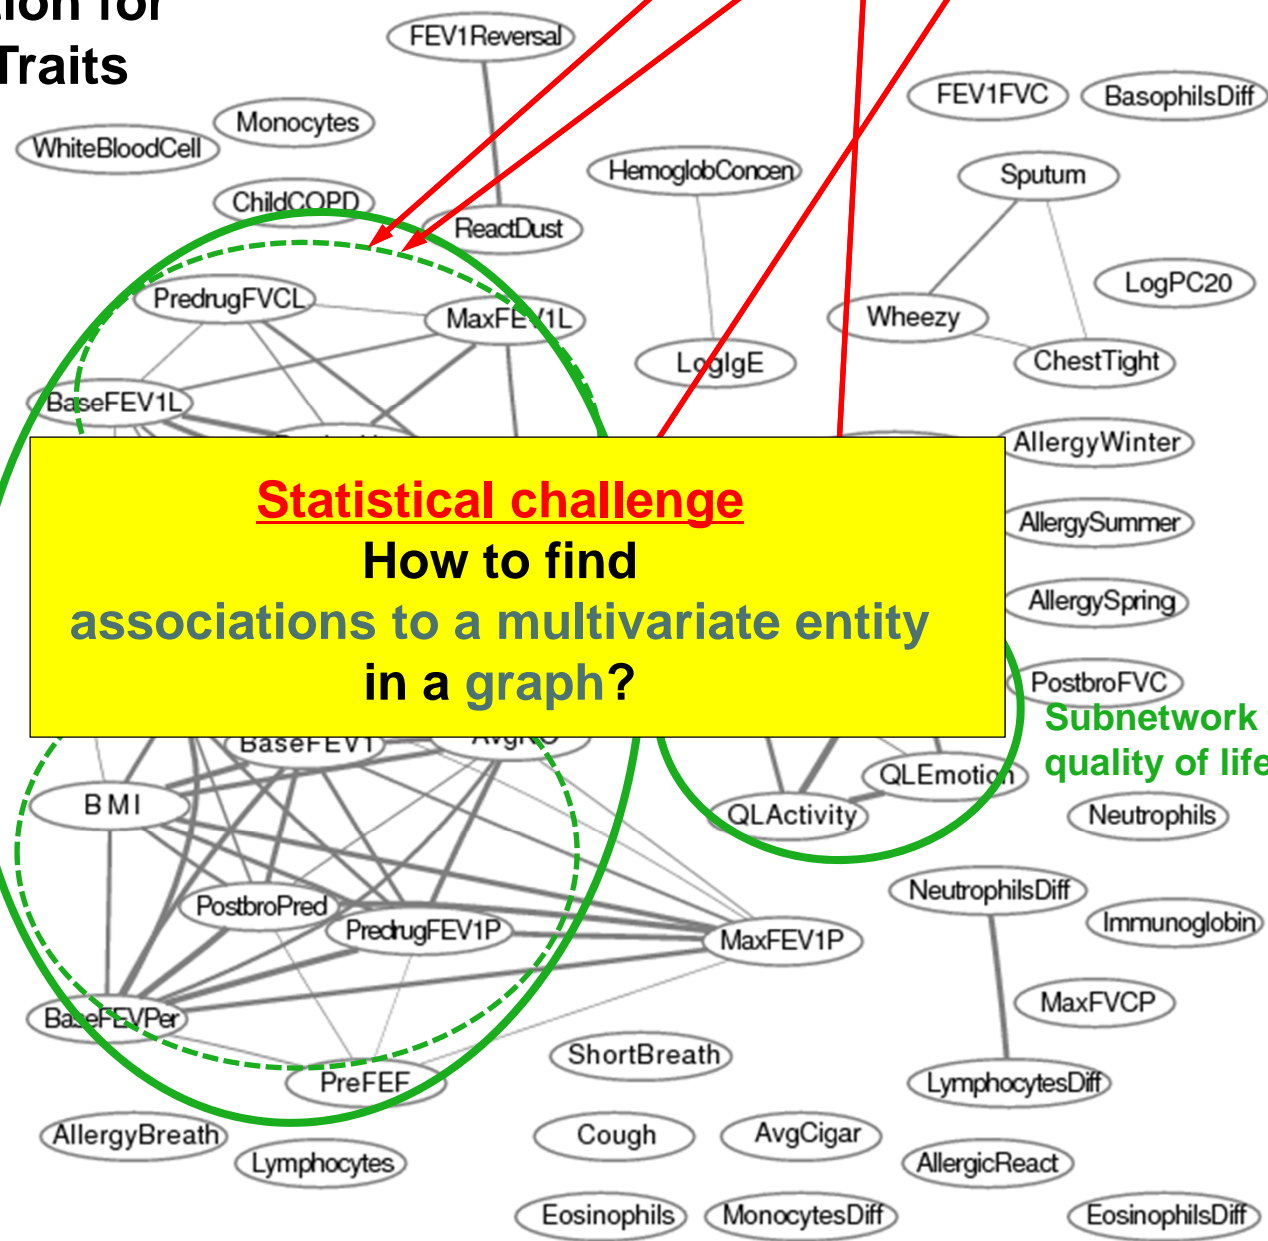 Traits
FEV1Reversal
FEV1FVC
BasophilsDiff
Monocytes
WhiteBloodCell
HemoglobConcen
Sputum
ChildCOPD
ReactDust
PredrugFVCL
LogPC20
MaxFEV1L
Wheezy
LogIgE
ChestTight
BaseFEV1L
AllergyWinter
Statistical challenge
How to find
associations to a multivariate entity
in a graph?
AllergySummer
AllergySpring
PostbroFVC
Subnetwork
quality of life
BaseFEV1
QLEmotion
BMI
QLActivity
Neutrophils
NeutrophilsDiff
PostbroPred
PredrugFEV1P
MaxFEV1P
Immunoglobin
MaxFVCP
BaseFEVPer
ShortBreath
PreFEF
LymphocytesDiff
AllergyBreath
Cough
AvgCigar
Lymphocytes
AllergicReact
Eosinophils
MonocytesDiff
EosinophilsDiff